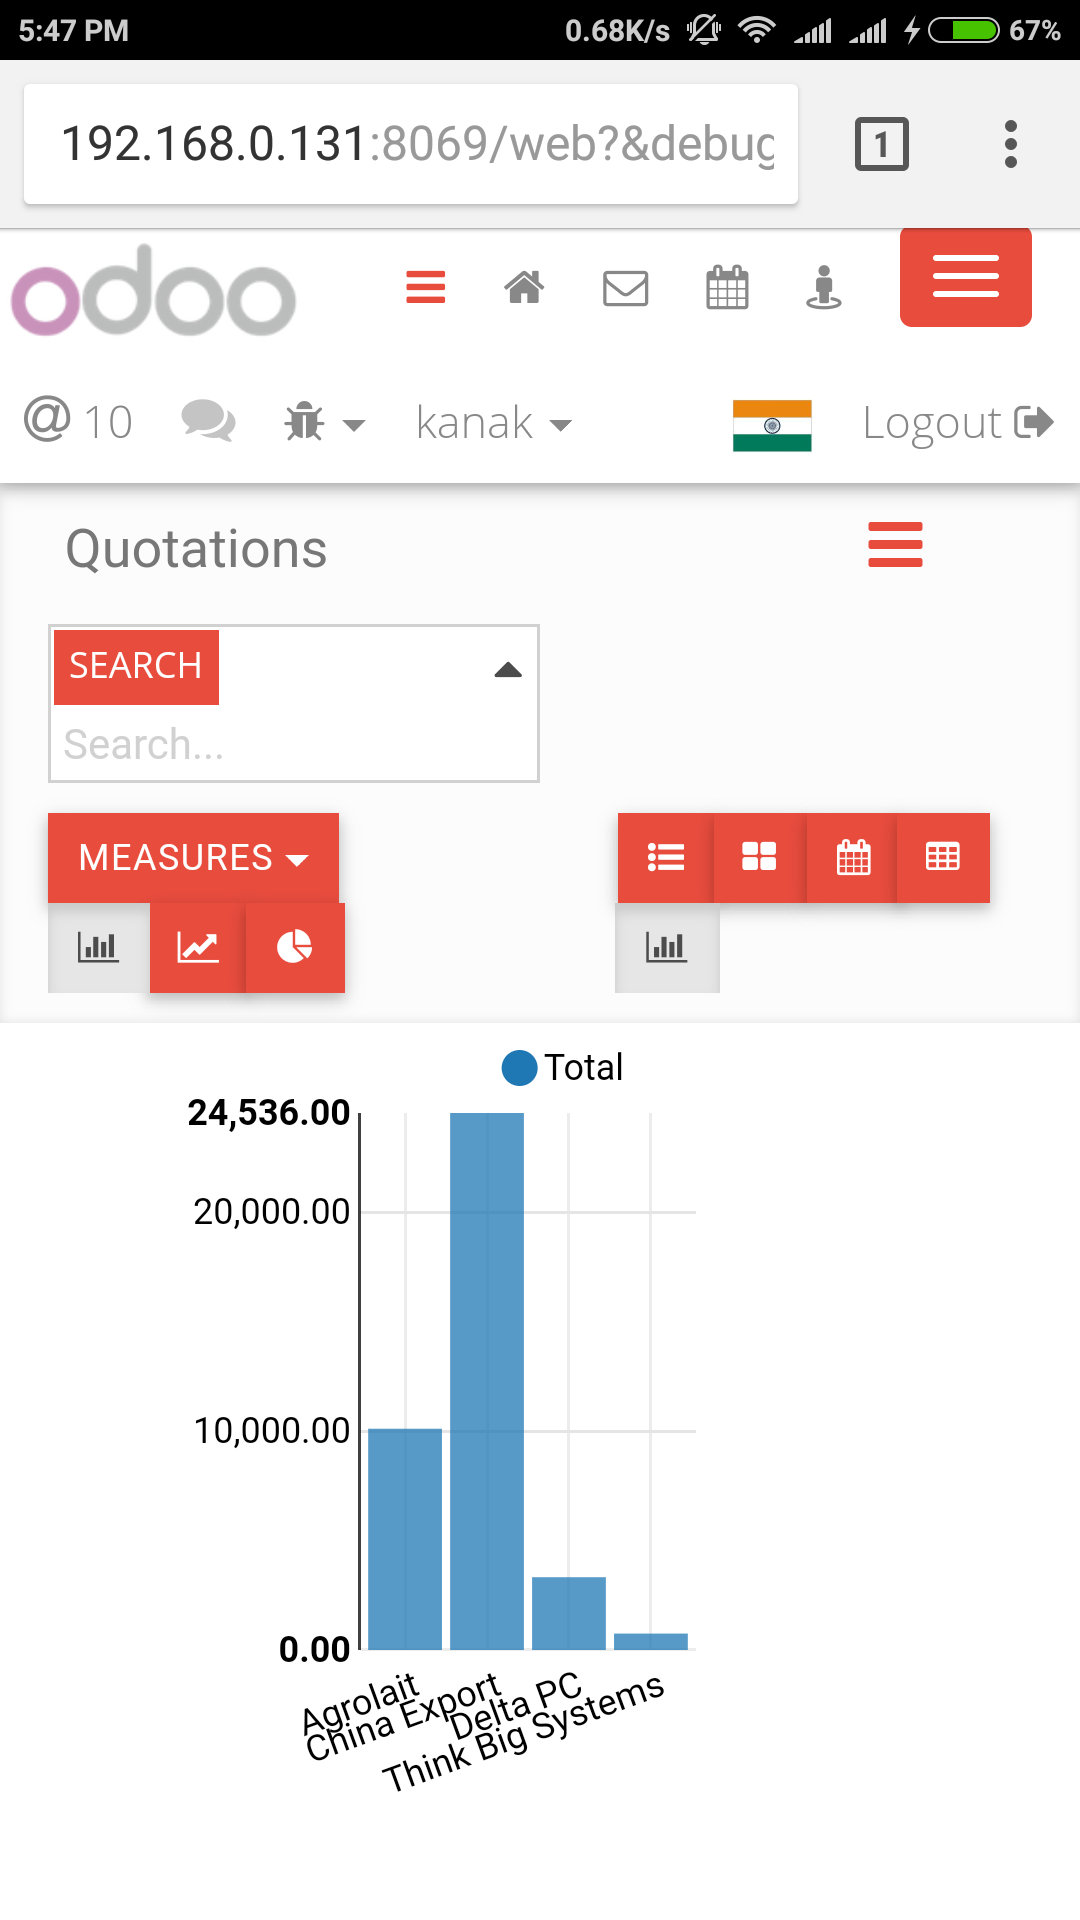 5:47 PM 0.68K/s 67%
192.168.0.131:8069/web?&debug
1
odoo
@ 10 kanak Logout
Quotations
SEARCH
Search...
MEASURES
Total
24,536.00
20,000.00
10,000.00
0.00
Agrolait
China Export
Delta PC
Think Big Systems